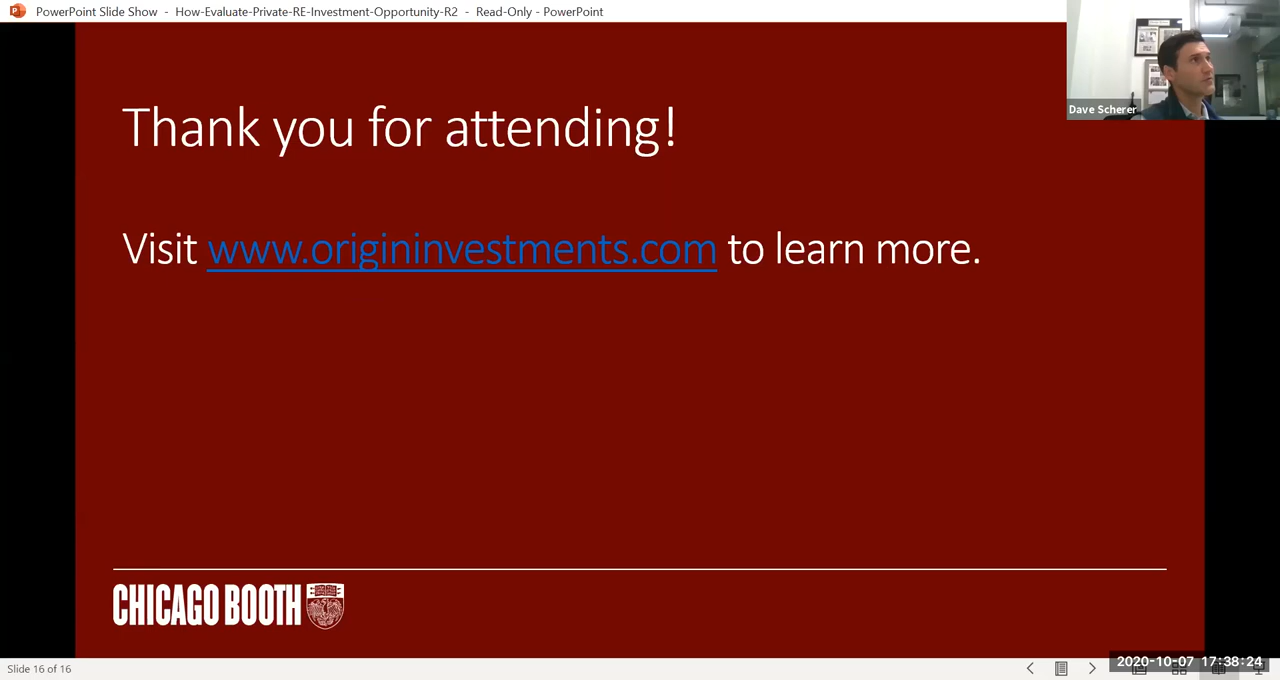 PowerPoint Slide Show - How-Evaluate-Private-RE-Investment-Opportunity-R2 - Read-Only - PowerPoint
Dave Scherer
Thank you for attending!
Visit www.origininvestments.com to learn more.
CHICAGO BOOTH
Slide 16 of 16
2020-10-07 17:38:24